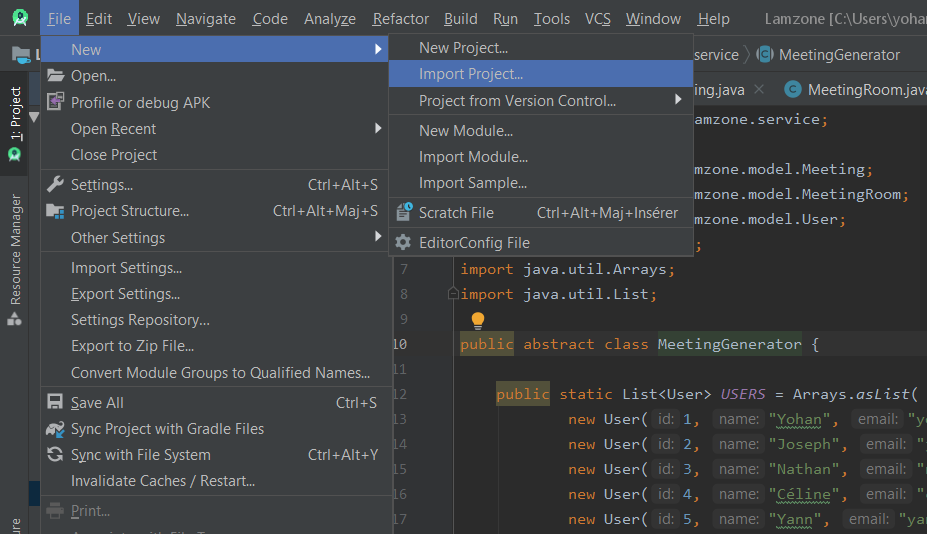 File Edit View Navigate Code Analyze Refactor Build Run Tools VCS Window Help Lamzone [C:\Users\yohan
service MeetingGenerator
ng.java MeetingRoom.java
1: Project
Resource Manager
New
Open...
Profile or debug APK
Open Recent
Close Project
Settings... Ctrl+Alt+S
Project Structure... Ctrl+Alt+Maj+S
Other Settings
Import Settings...
Export Settings...
Settings Repository...
Export to Zip File...
Convert Module Groups to Qualified Names...
Save All Ctrl+S
Sync Project with Gradle Files
Sync with File System Ctrl+Alt+Y
Invalidate Caches / Restart...
Print...
New Project...
Import Project...
Project from Version Control...
New Module...
Import Module...
Import Sample...
Scratch File Ctrl+Alt+Maj+Insérer
EditorConfig File
amzone.service;
mzone.model.Meeting;
mzone.model.MeetingRoom;
mzone.model.User;
;
7 import java.util.Arrays;
8 import java.util.List;
9
10 public abstract class MeetingGenerator {
11
12 public static List<User> USERS = Arrays.asList(
13 new User( id: 1, name: "Yohan", email: "y
14 new User( id: 2, name: "Joseph", email: "
15 new User( id: 3, name: "Nathan", email: "
16 new User( id: 4, name: "Céline", email: "
17 new User( id: 5, name: "Yann", email: "yan